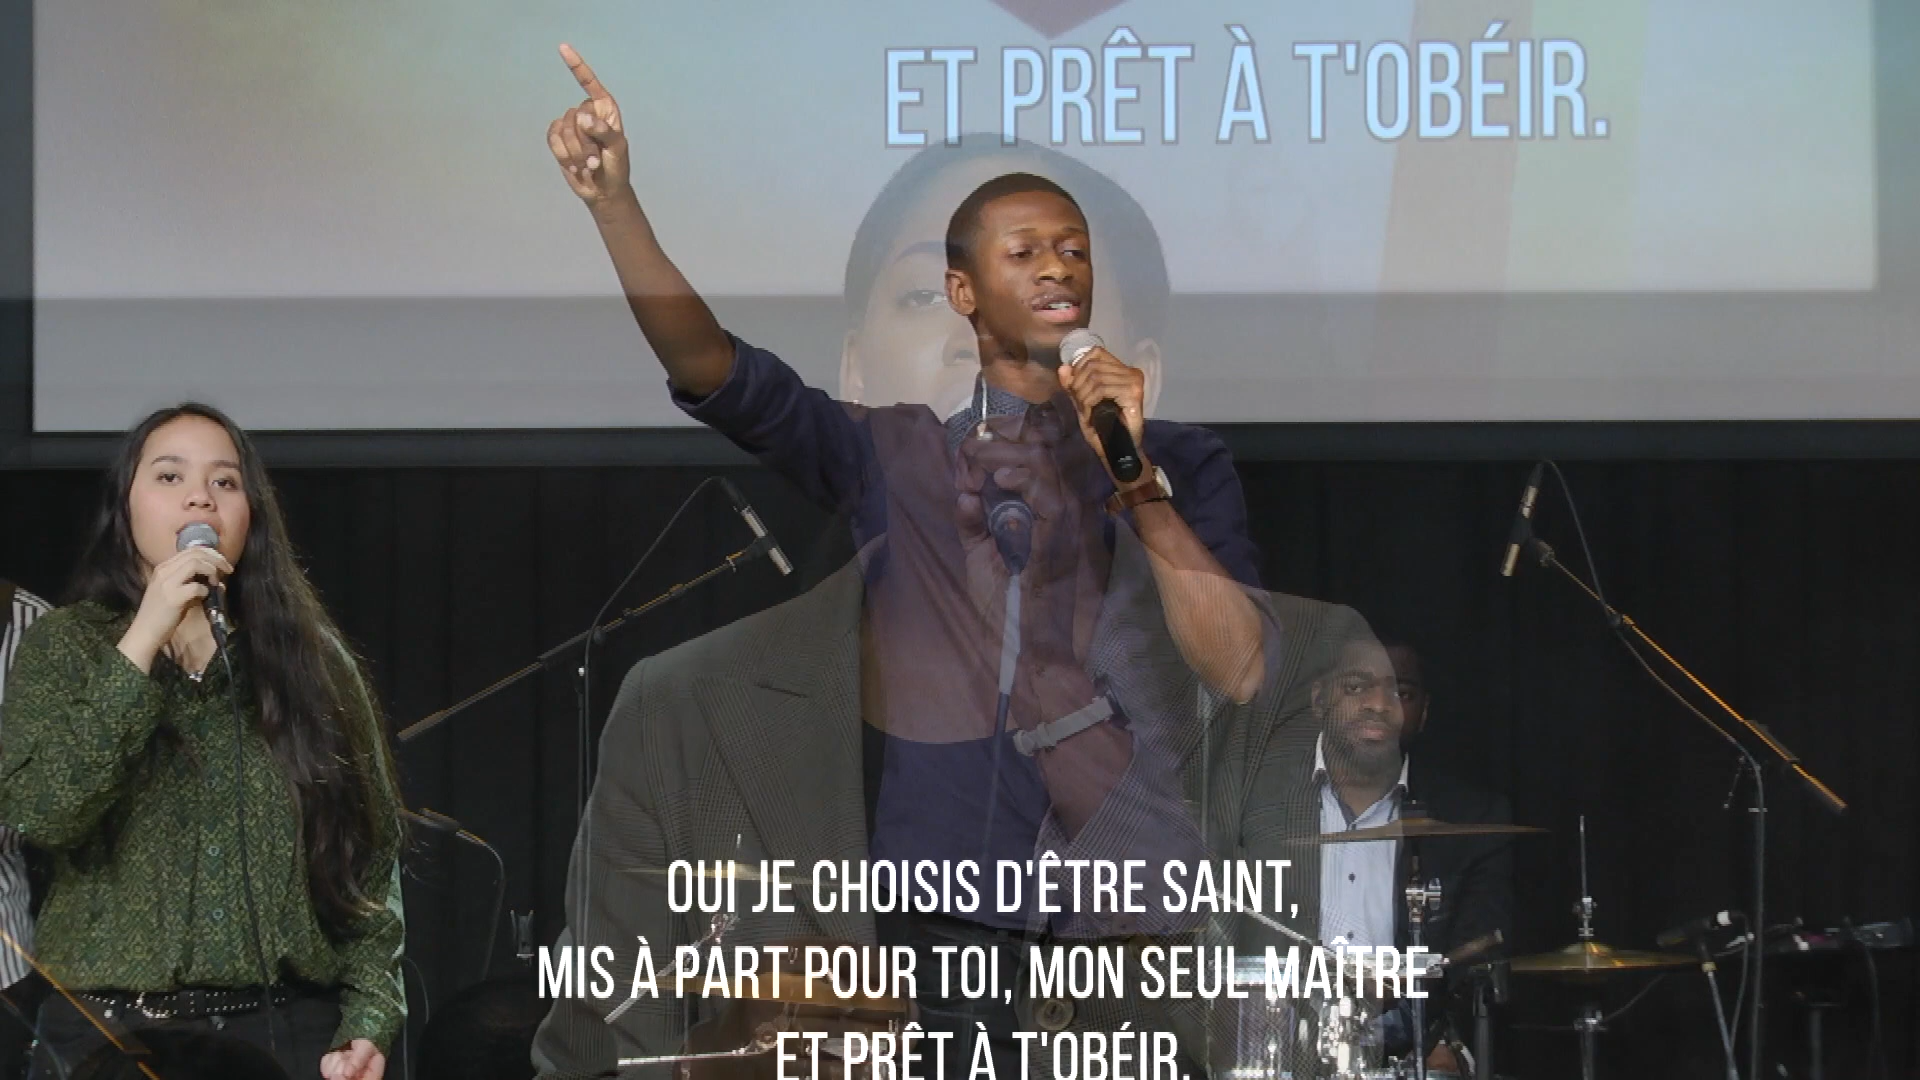 ET PRÊT À T'OBÉIR.
OUI JE CHOISIS D'ÊTRE SAINT,
MIS À PART POUR TOI, MON SEUL MAÎTRE
ET PRÊT À T'OBÉIR.